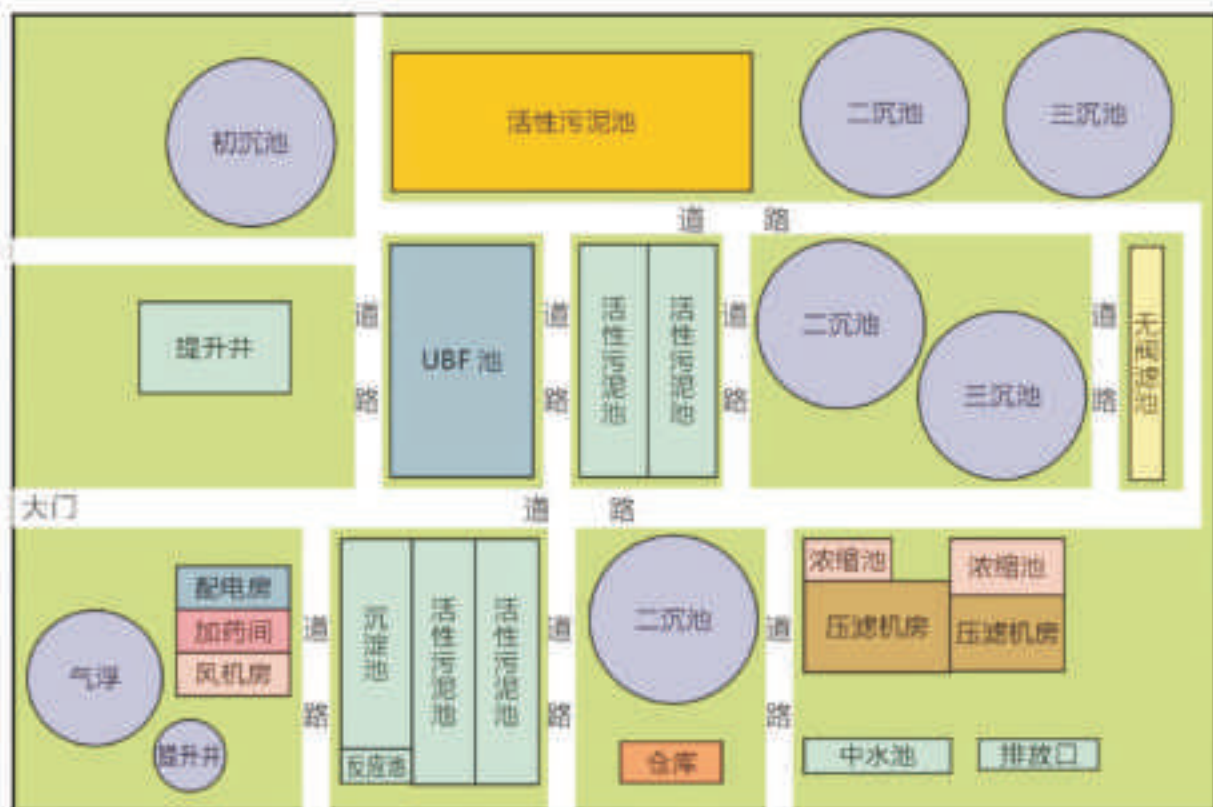 初沉池
活性污泥池
二沉池
三沉池
道 路
提升井
道路
UBF 池
道路
活性污泥池
活性污泥池
道路
二沉池
三沉池
道路
无阀滤池
大门
道 路
气浮
配电房
加药间
风机房
提升井
道路
沉淀池
反应池
活性污泥池
活性污泥池
道路
二沉池
仓库
道路
浓缩池
浓缩池
压滤机房
压滤机房
中水池
排放口